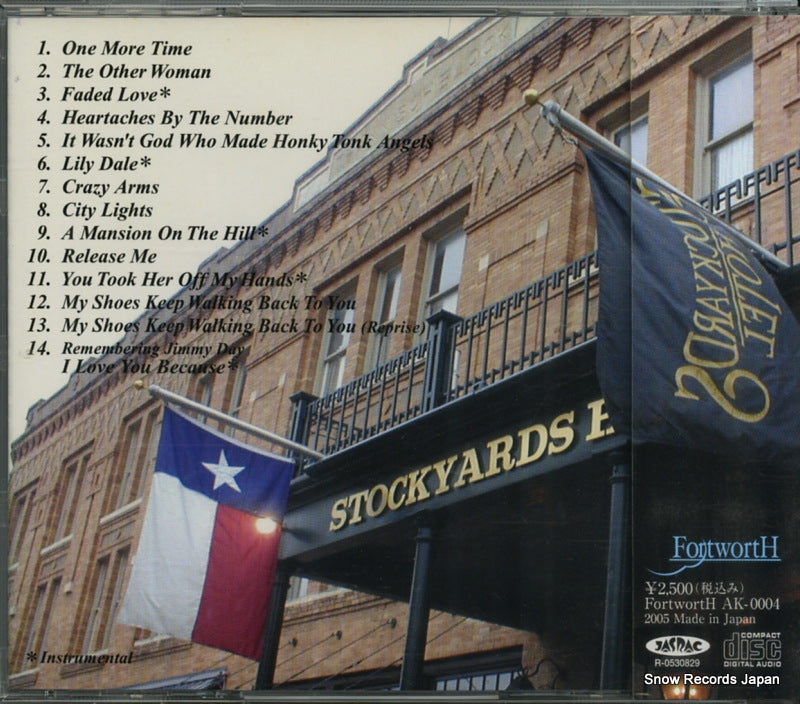 1. One More Time
2. The Other Woman
3. Faded Love*
4. Heartaches By The Number
5. It Wasn't God Who Made Honky Tonk Angels
6. Lily Dale*
7. Crazy Arms
8. City Lights
9. A Mansion On The Hill*
10. Release Me
11. You Took Her Off My Hands*
12. My Shoes Keep Walking Back To You
13. My Shoes Keep Walking Back To You (Reprise)
14. Remembering Jimmy Day
I Love You Because*
STOCKYARDS H
STOCKYARDS
HOTEL
* Instrumental
FortwortH
¥2,500(税込み)
FortwortH AK-0004
2005 Made in Japan
JASRAC
R-0530829
COMPACT
disc
DIGITAL AUDIO
Snow Records Japan